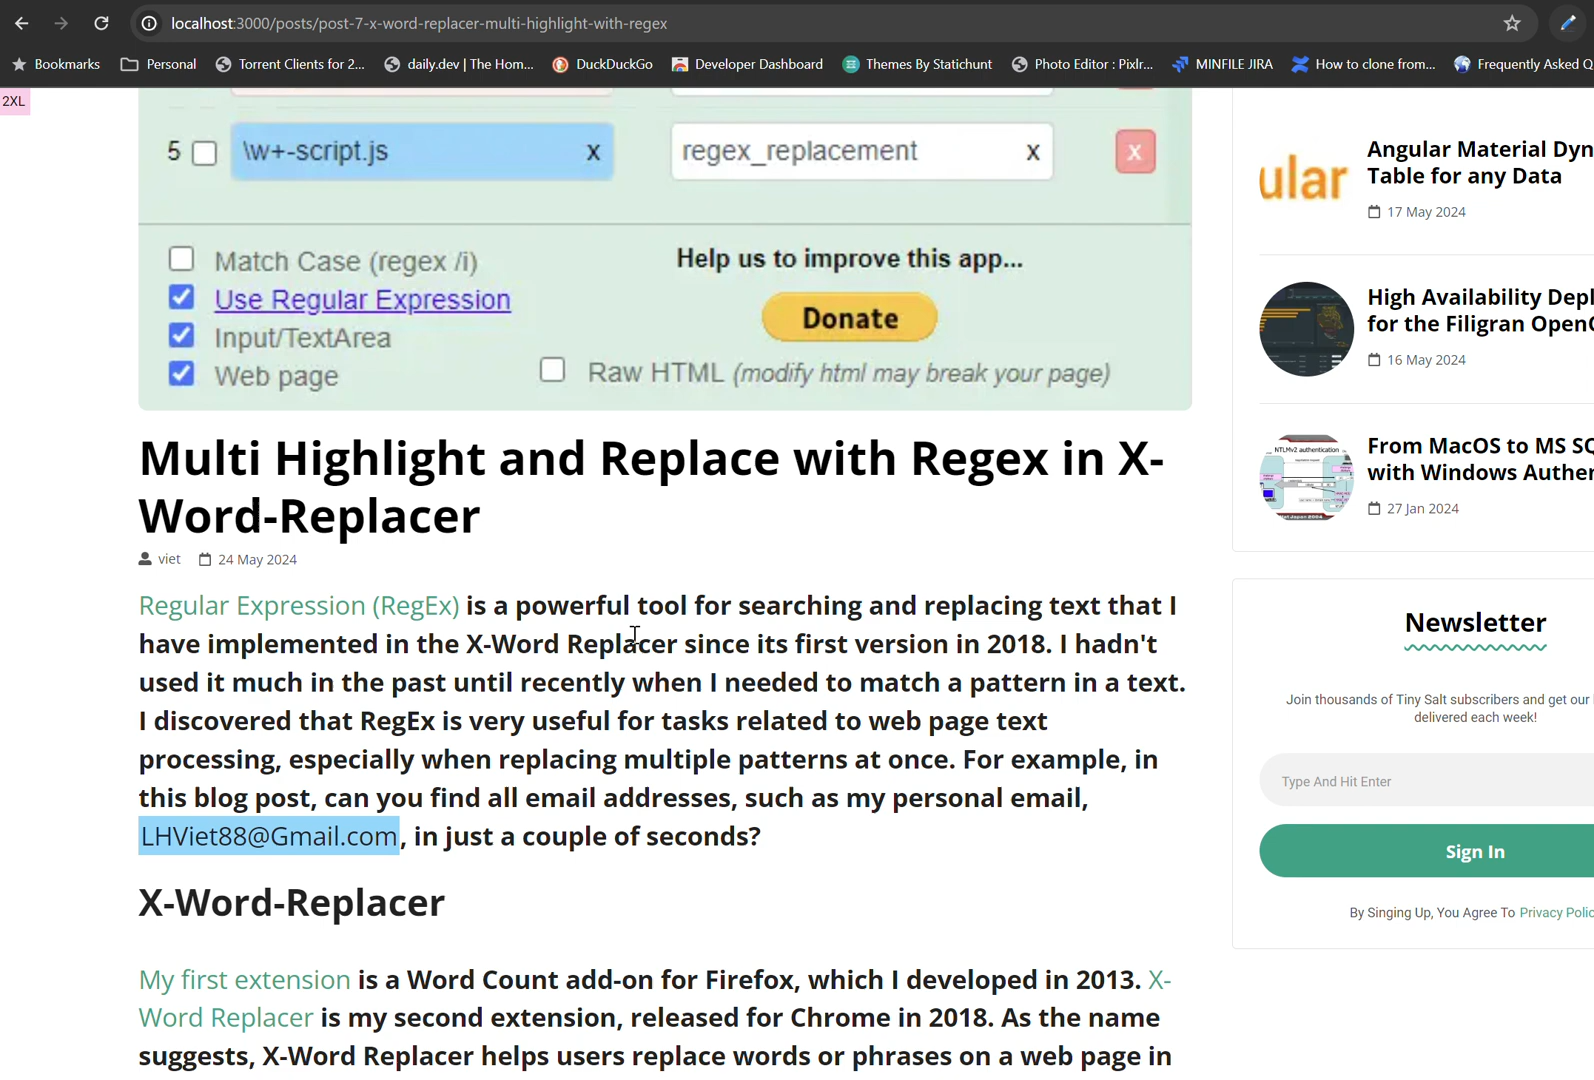 localhost:3000/posts/post-7-x-word-replacer-multi-highlight-with-regex
Bookmarks Personal Torrent Clients for 2... daily.dev | The Hom... DuckDuckGo Developer Dashboard Themes By Statichunt Photo Editor : Pixlr... MINFILE JIRA How to clone from... Frequently Asked Q
2XL
5 \w+-script.js x regex_replacement x X
Match Case (regex /i)
Use Regular Expression
Input/TextArea
Web page
Help us to improve this app...
Donate
Raw HTML (modify html may break your page)
Multi Highlight and Replace with Regex in X-
Word-Replacer
viet 24 May 2024
Regular Expression (RegEx) is a powerful tool for searching and replacing text that I
have implemented in the X-Word Replacer since its first version in 2018. I hadn't
used it much in the past until recently when I needed to match a pattern in a text.
I discovered that RegEx is very useful for tasks related to web page text
processing, especially when replacing multiple patterns at once. For example, in
this blog post, can you find all email addresses, such as my personal email,
LHViet88@Gmail.com, in just a couple of seconds?
X-Word-Replacer
My first extension is a Word Count add-on for Firefox, which I developed in 2013. X-
Word Replacer is my second extension, released for Chrome in 2018. As the name
suggests, X-Word Replacer helps users replace words or phrases on a web page in
ular
Angular Material Dyn
Table for any Data
17 May 2024
High Availability Depl
for the Filigran OpenC
16 May 2024
NTLMv2 authentication
From MacOS to MS SQ
with Windows Authen
27 Jan 2024
Newsletter
Join thousands of Tiny Salt subscribers and get our
delivered each week!
Type And Hit Enter
Sign In
By Singing Up, You Agree To Privacy Polic